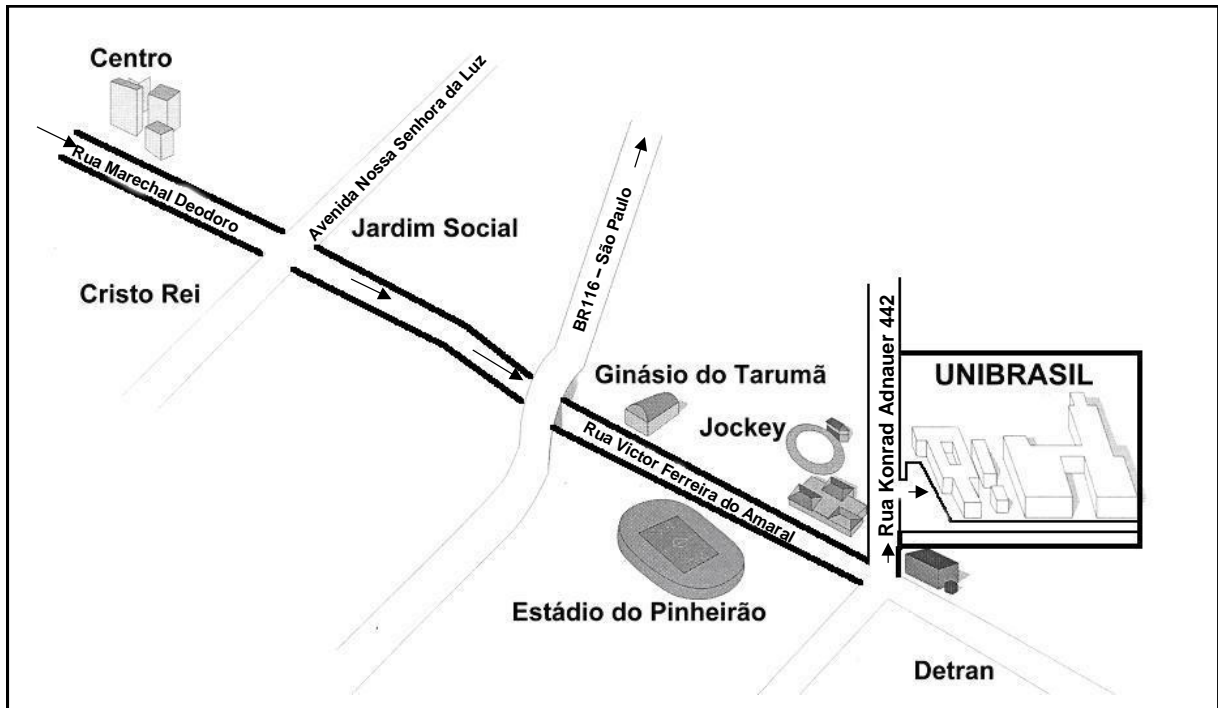 Centro
Rua Marechal Deodoro
Avenida Nossa Senhora da Luz
Jardim Social
Cristo Rei
BR116 – São Paulo
Ginásio do Tarumã
Jockey
Rua Victor Ferreira do Amaral
Estádio do Pinheirão
Rua Konrad Adnauer 442
UNIBRASIL
Detran